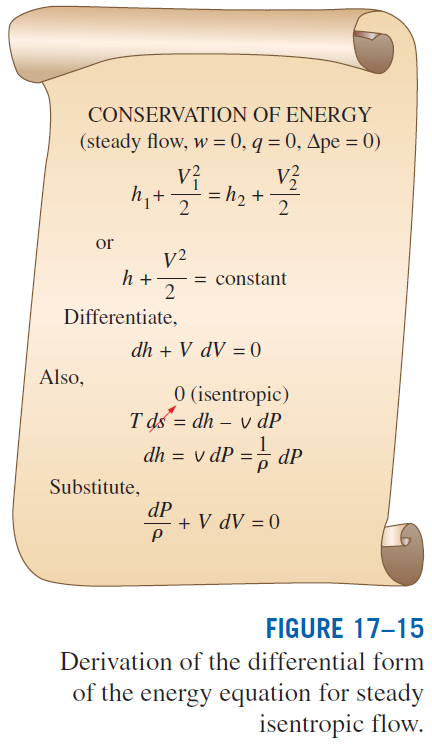 CONSERVATION OF ENERGY
(steady flow, w = 0, q = 0, Δpe = 0)
h₁ + V₁²/2 = h₂ + V₂²/2
or
h + V²/2 = constant
Differentiate,
dh + V dV = 0
Also,
0 (isentropic)
T ds = dh – v dP
dh = v dP = 1/ρ dP
Substitute,
dP/ρ + V dV = 0
FIGURE 17–15
Derivation of the differential form
of the energy equation for steady
isentropic flow.